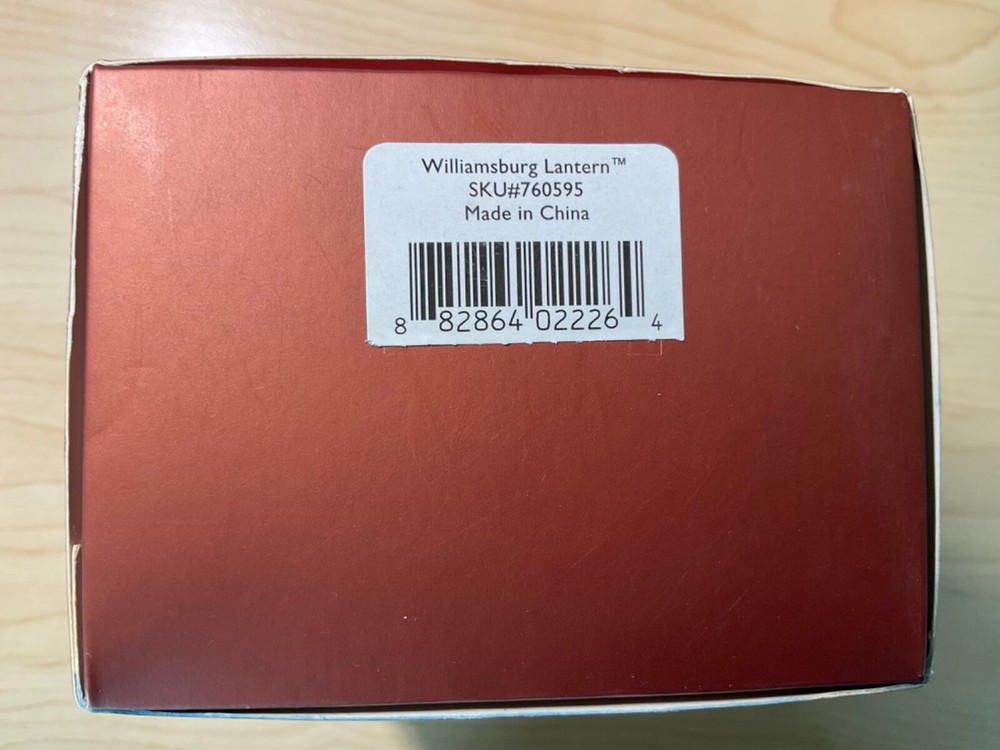 Williamsburg Lantern™
SKU#760595
Made in China
8 82864 02226 4